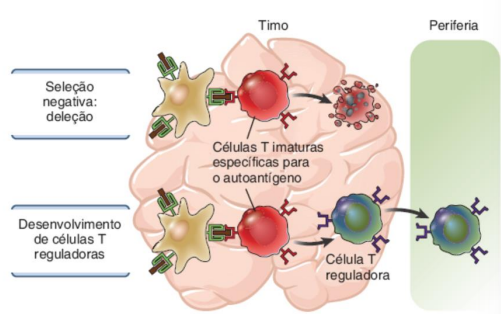 Timo
Periferia
Seleção
negativa:
deleção
Células T imaturas
específicas para
o autoantígeno
Desenvolvimento
de células T
reguladoras
Célula T
reguladora